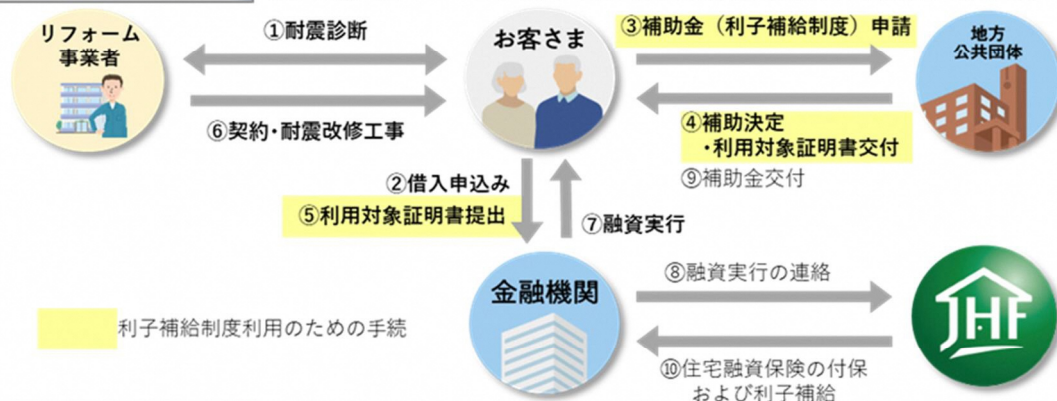 リフォーム
事業者
①耐震診断
⑥契約・耐震改修工事
お客さま
③補助金（利子補給制度）申請
④補助決定
・利用対象証明書交付
⑨補助金交付
地方
公共団体
②借入申込み
⑤利用対象証明書提出
⑦融資実行
金融機関
⑧融資実行の連絡
⑩住宅融資保険の付保
および利子補給
JHF
利子補給制度利用のための手続